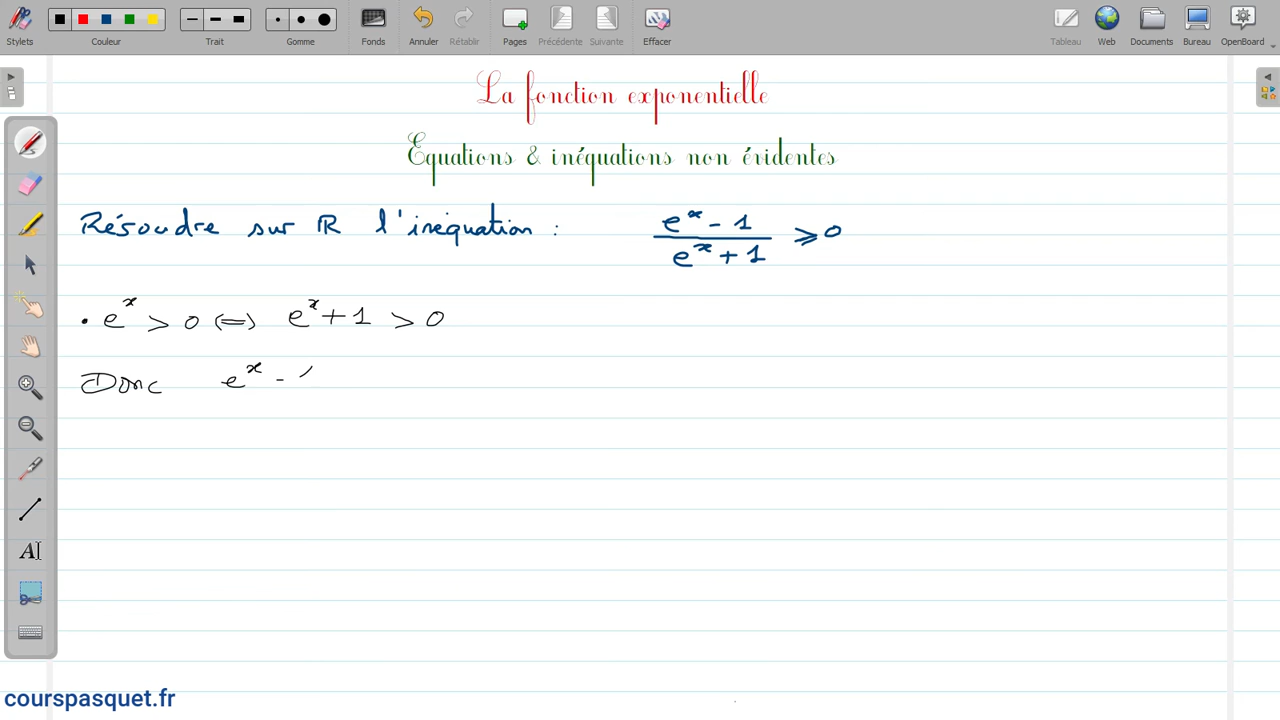 Stylets Couleur Trait Gomme Fonds Annuler Rétablir Pages Précédente Suivante Effacer Tableau Web Documents Bureau OpenBoard
La fonction exponentielle
Equations & inéquations non évidentes
Résoudre sur ℝ l'inéquation : (e^x - 1)/(e^x + 1) ⩾ 0
• e^x > 0 ⇔ e^x + 1 > 0
Donc e^x -
courspasquet.fr